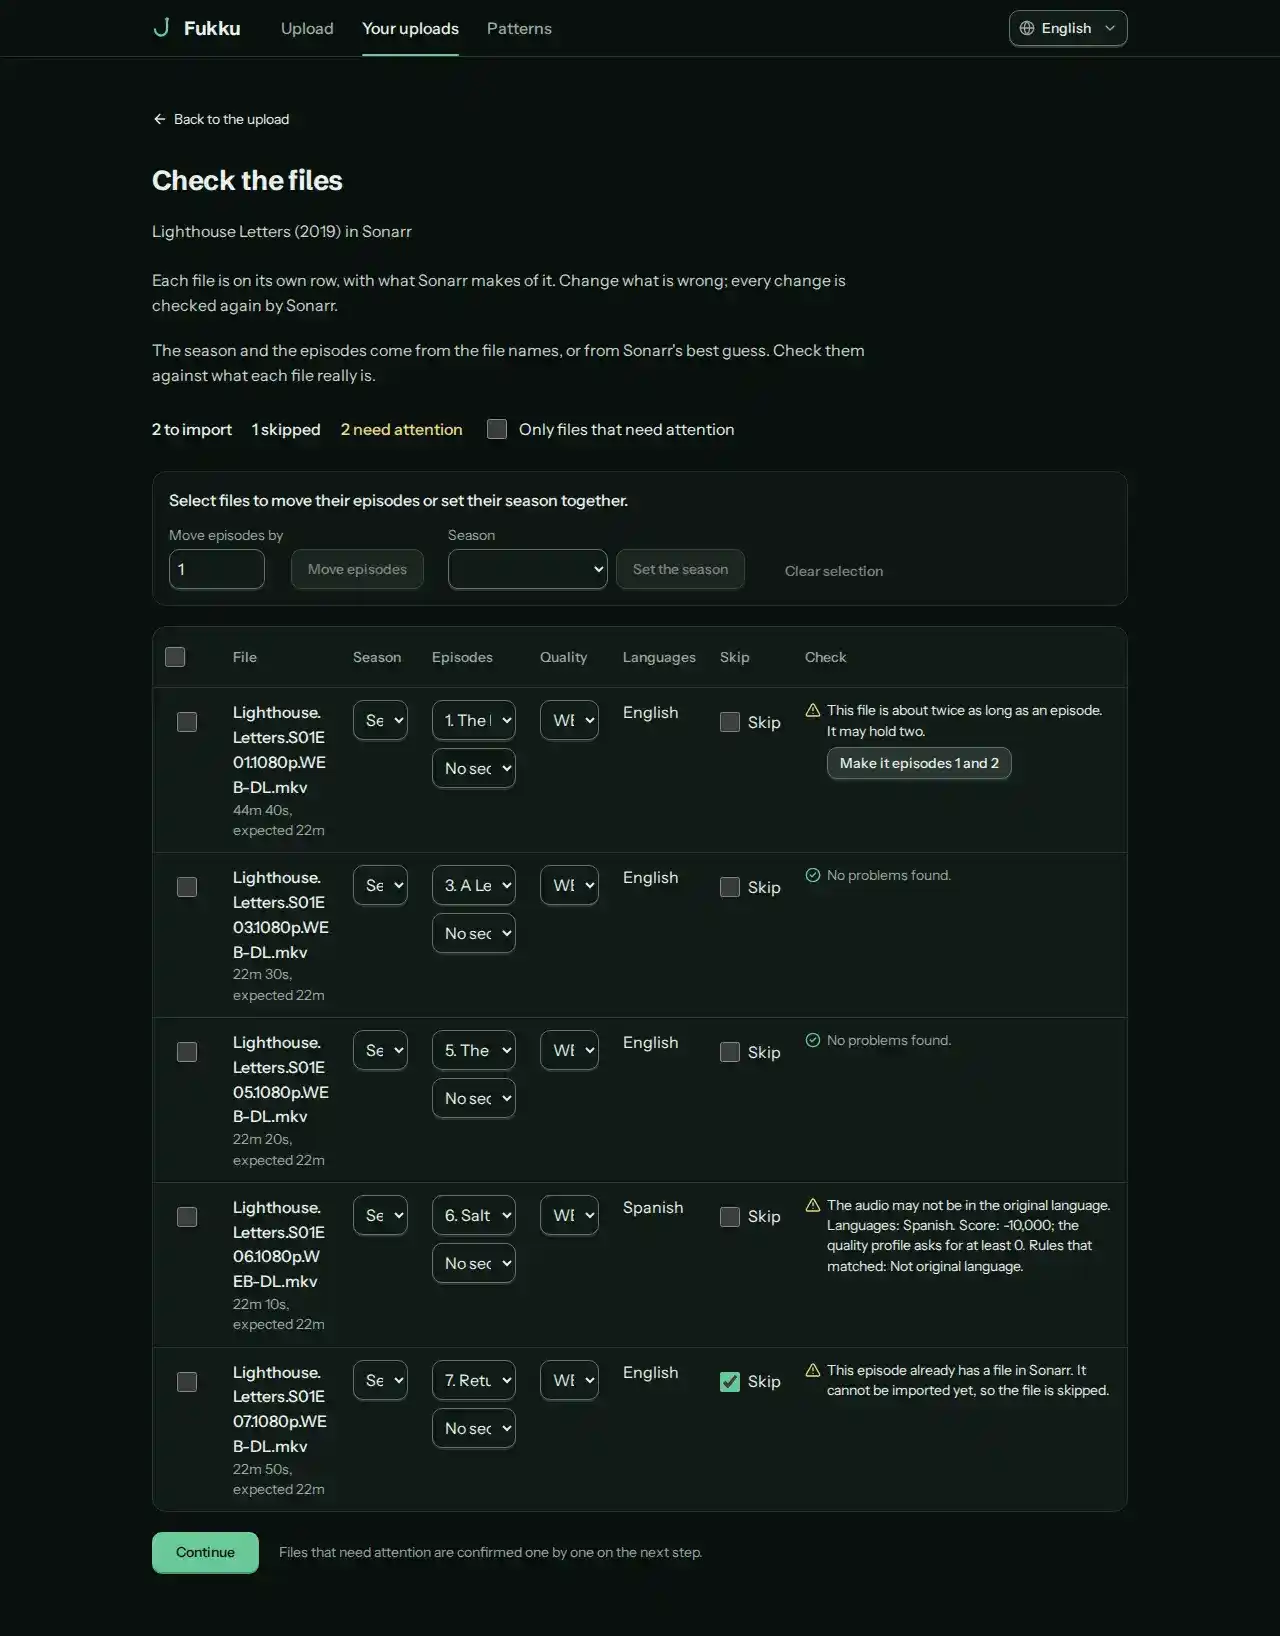 Fukku
Upload
Your uploads
Patterns
English
Back to the upload
Check the files
Lighthouse Letters (2019) in Sonarr
Each file is on its own row, with what Sonarr makes of it. Change what is wrong; every change is
checked again by Sonarr.
The season and the episodes come from the file names, or from Sonarr's best guess. Check them
against what each file really is.
2 to import
1 skipped
2 need attention
Only files that need attention
Select files to move their episodes or set their season together.
Move episodes by
Season
1
Move episodes
Set the season
Clear selection
File
Season
Episodes
Quality
Languages
Skip
Check
Lighthouse.
Letters.S01E
01.1080p.WE
B-DL.mkv
44m 40s,
expected 22m
Se
1. The
No sec
WE
English
Skip
This file is about twice as long as an episode.
It may hold two.
Make it episodes 1 and 2
Lighthouse.
Letters.S01E
03.1080p.WE
B-DL.mkv
22m 30s,
expected 22m
Se
3. A Le
No sec
WE
English
Skip
No problems found.
Lighthouse.
Letters.S01E
05.1080p.WE
B-DL.mkv
22m 20s,
expected 22m
Se
5. The
No sec
WE
English
Skip
No problems found.
Lighthouse.
Letters.S01E
06.1080p.W
EB-DL.mkv
22m 10s,
expected 22m
Se
6. Salt
No sec
WE
Spanish
Skip
The audio may not be in the original language.
Languages: Spanish. Score: -10,000; the
quality profile asks for at least 0. Rules that
matched: Not original language.
Lighthouse.
Letters.S01E
07.1080p.WE
B-DL.mkv
22m 50s,
expected 22m
Se
7. Retu
No sec
WE
English
Skip
This episode already has a file in Sonarr. It
cannot be imported yet, so the file is skipped.
Continue
Files that need attention are confirmed one by one on the next step.